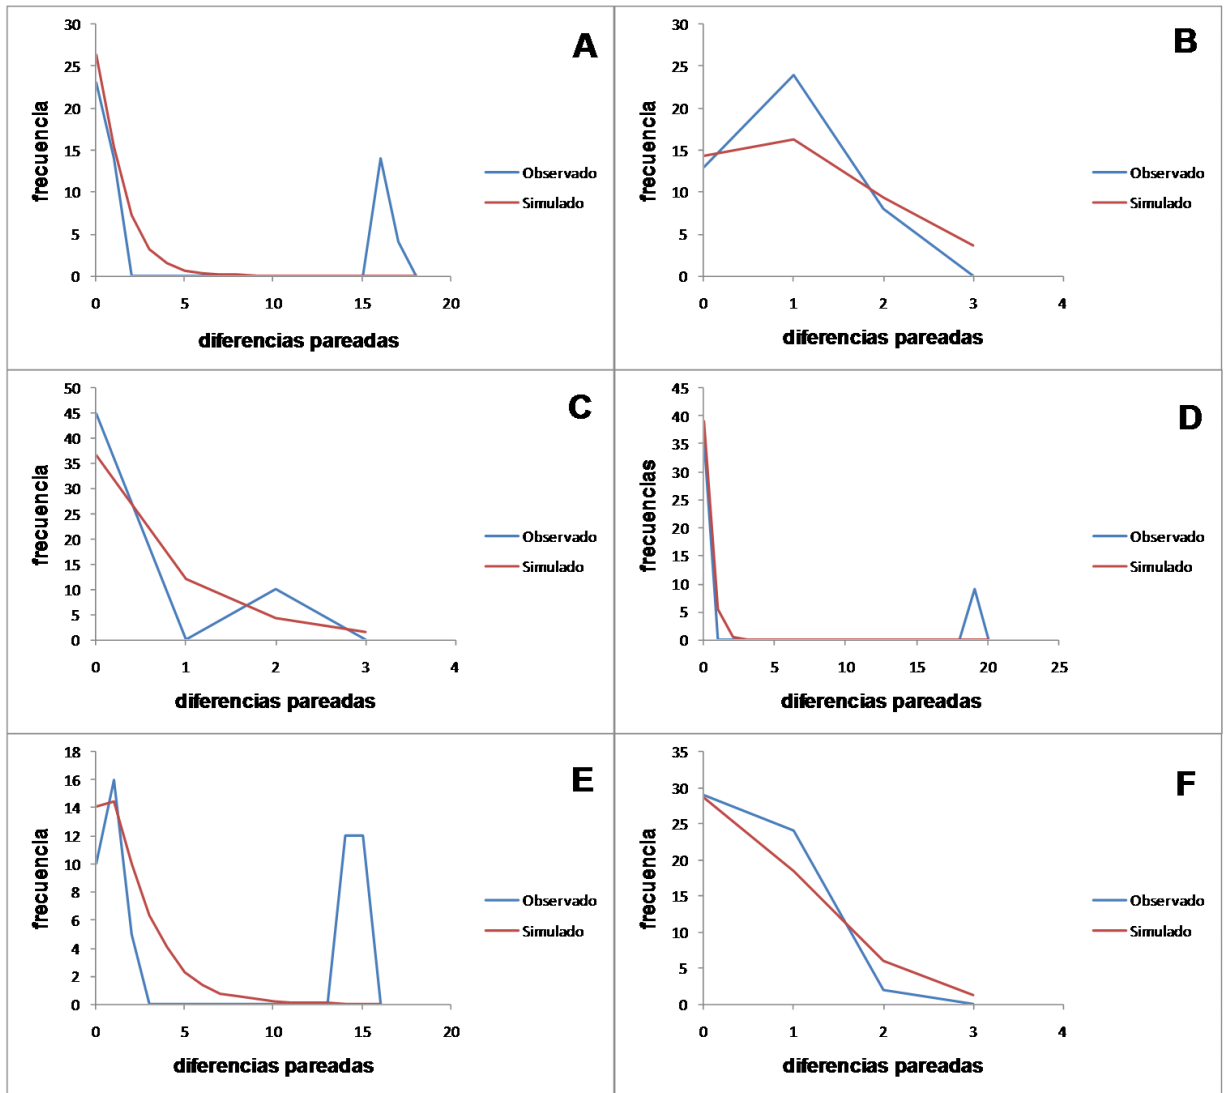 A
frecuencia
30
25
20
15
10
5
0
0 5 10 15 20
diferencias pareadas
Observado
Simulado
B
frecuencia
30
25
20
15
10
5
0
0 1 2 3 4
diferencias pareadas
Observado
Simulado
C
frecuencia
50
45
40
35
30
25
20
15
10
5
0
0 1 2 3 4
diferencias pareadas
Observado
Simulado
D
frecuencias
45
40
35
30
25
20
15
10
5
0
0 5 10 15 20 25
diferencias pareadas
Observado
Simulado
E
frecuencia
18
16
14
12
10
8
6
4
2
0
0 5 10 15 20
diferencias pareadas
Observado
Simulado
F
frecuencia
35
30
25
20
15
10
5
0
0 1 2 3 4
diferencias pareadas
Observado
Simulado